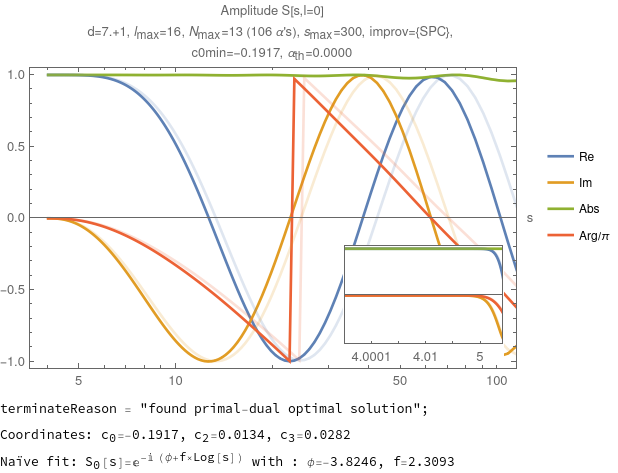 Amplitude S[s,l=0]
d=7.+1, lmax=16, Nmax=13 (106 α's), smax=300, improv={SPC},
c0min=−0.1917, αth=0.0000
1.0
0.5
0.0
−0.5
−1.0
5 10 50 100
s
4.0001 4.01 5
Re
Im
Abs
Arg/π
terminateReason = "found primal-dual optimal solution";
Coordinates: c0=-0.1917, c2=0.0134, c3=0.0282
Naïve fit: S0[s]=e-i (ϕ+f×Log[s]) with : ϕ=-3.8246, f=2.3093